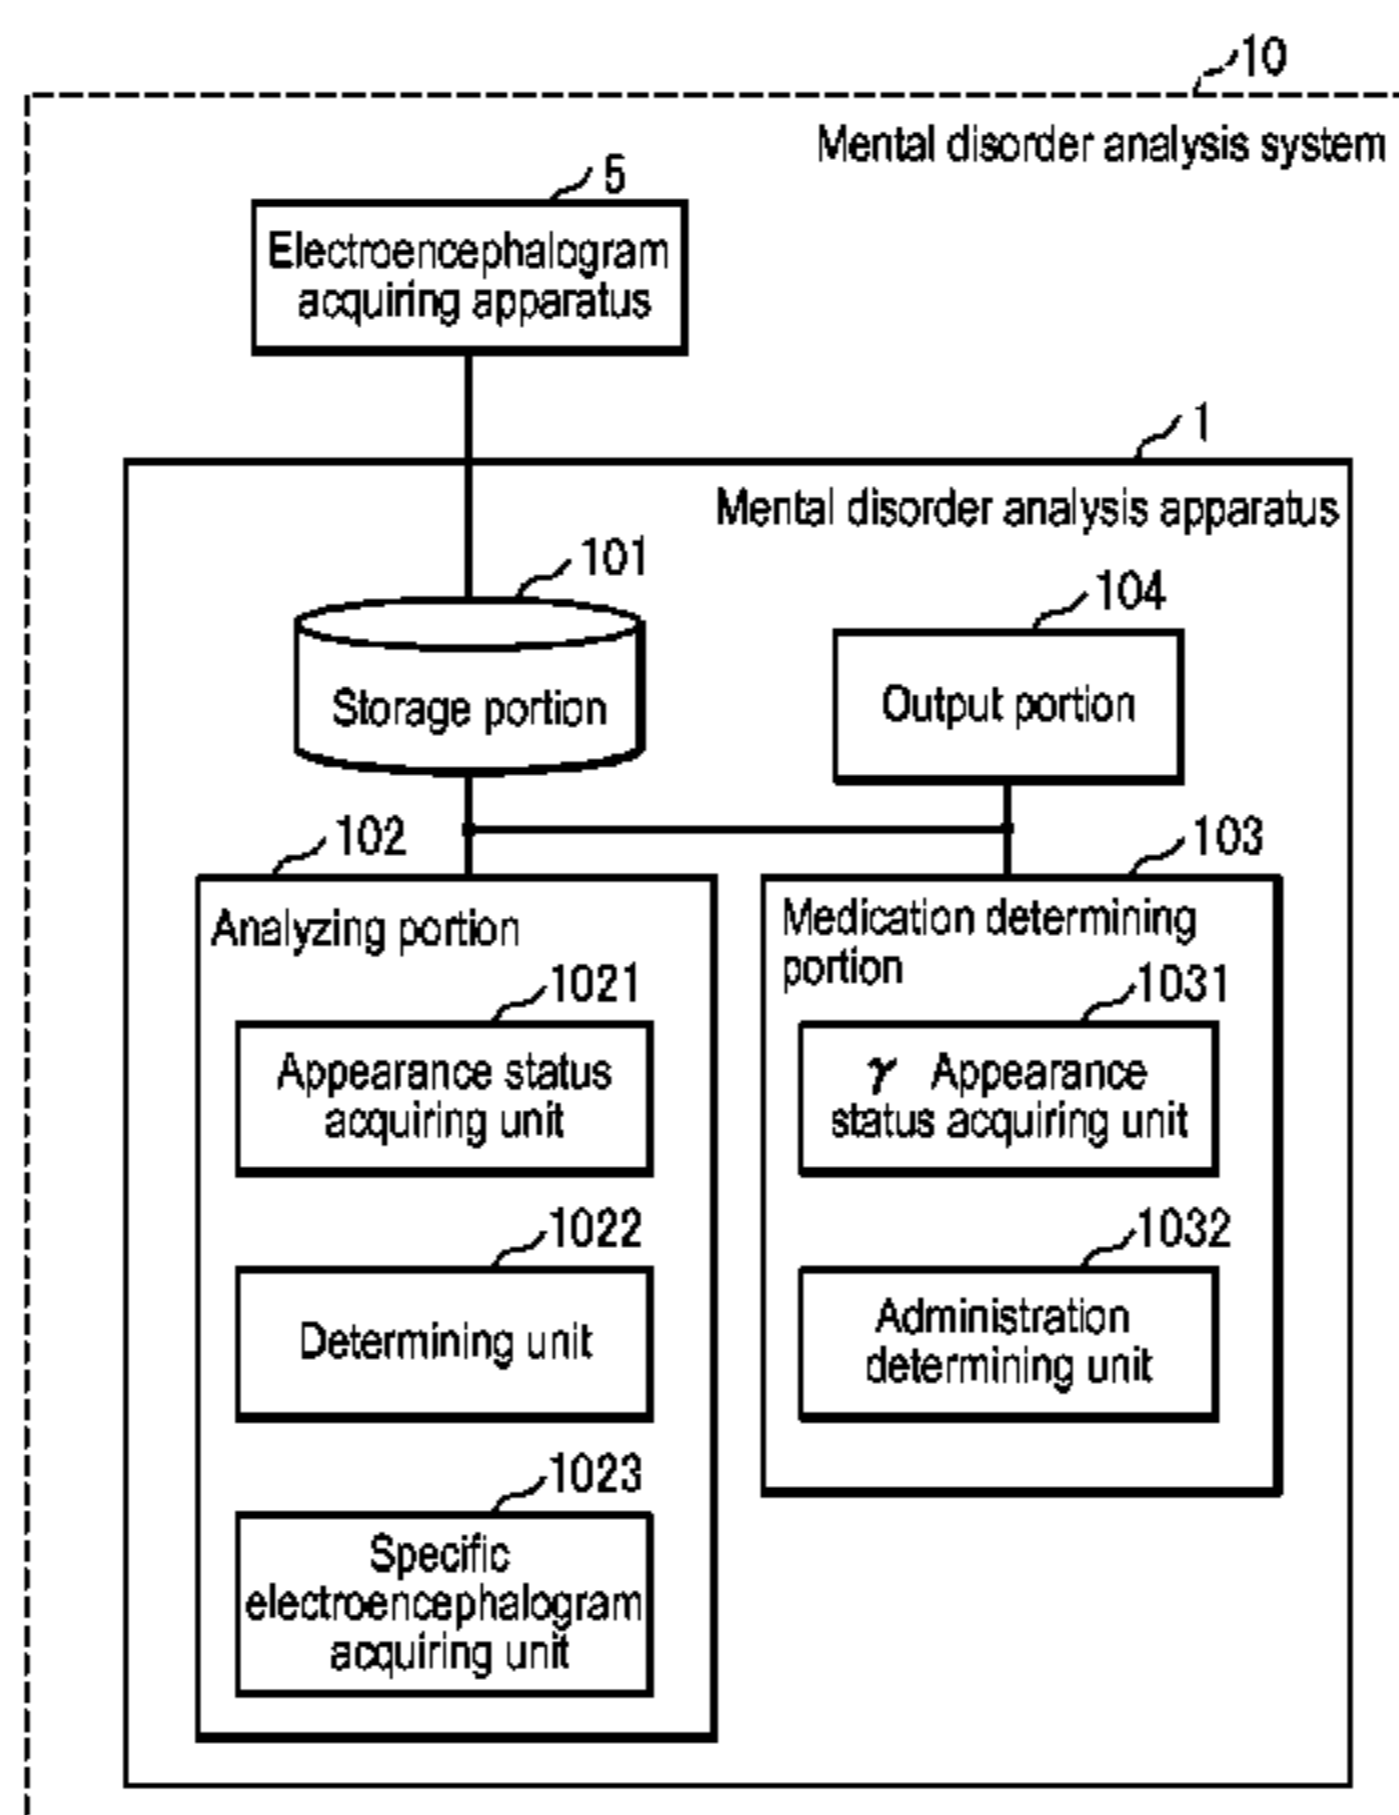 10
Mental disorder analysis system
5
Electroencephalogram
acquiring apparatus
1
Mental disorder analysis apparatus
101
Storage portion
104
Output portion
102
Analyzing portion
1021
Appearance status
acquiring unit
1022
Determining unit
1023
Specific
electroencephalogram
acquiring unit
103
Medication determining
portion
1031
γ Appearance
status acquiring unit
1032
Administration
determining unit